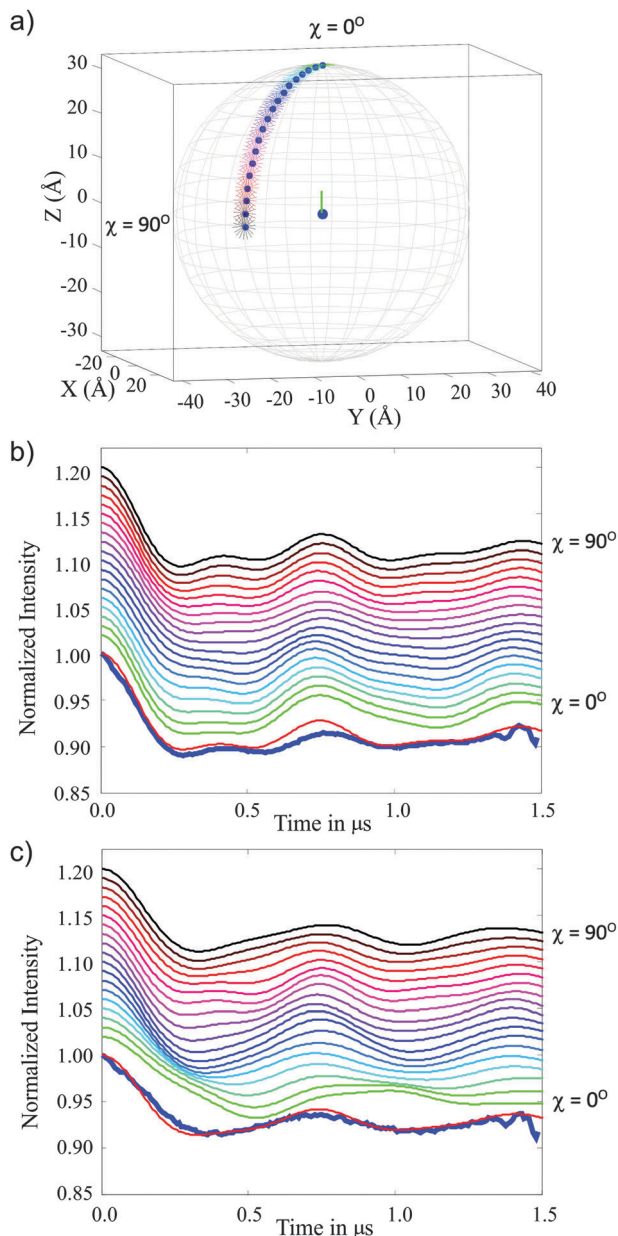 a)
χ = 0°
30
20
10
0
-10
-20
-30
Z (Å)
χ = 90°
-20
0
20
X (Å)
-40 -30 -20 -10 0 10 20 30 40
Y (Å)
b)
1.20
1.15
1.10
1.05
1.00
0.95
0.90
0.85
Normalized Intensity
χ = 90°
χ = 0°
0.0 0.5 1.0 1.5
Time in μs
c)
1.20
1.15
1.10
1.05
1.00
0.95
0.90
0.85
Normalized Intensity
χ = 90°
χ = 0°
0.0 0.5 1.0 1.5
Time in μs